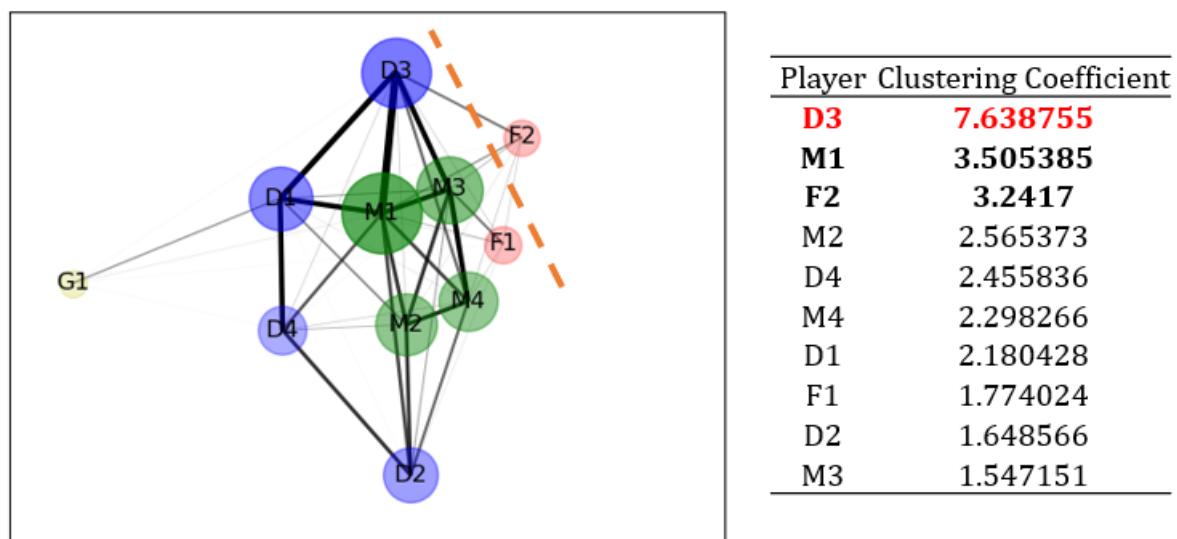 D3
F2
D1
M3
M1
F1
G1
M4
D4
M2
D2
Player Clustering Coefficient
D3 7.638755
M1 3.505385
F2 3.2417
M2 2.565373
D4 2.455836
M4 2.298266
D1 2.180428
F1 1.774024
D2 1.648566
M3 1.547151